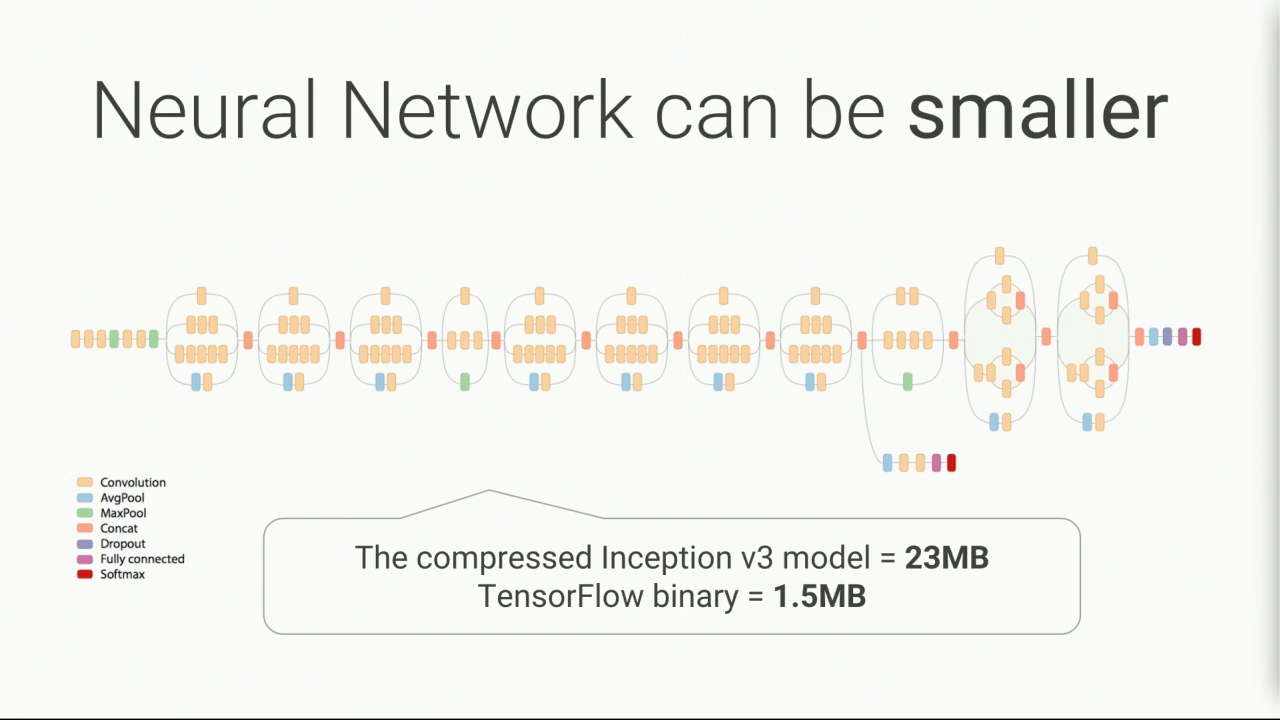 Neural Network can be smaller
Convolution
AvgPool
MaxPool
Concat
Dropout
Fully connected
Softmax
The compressed Inception v3 model = 23MB
TensorFlow binary = 1.5MB